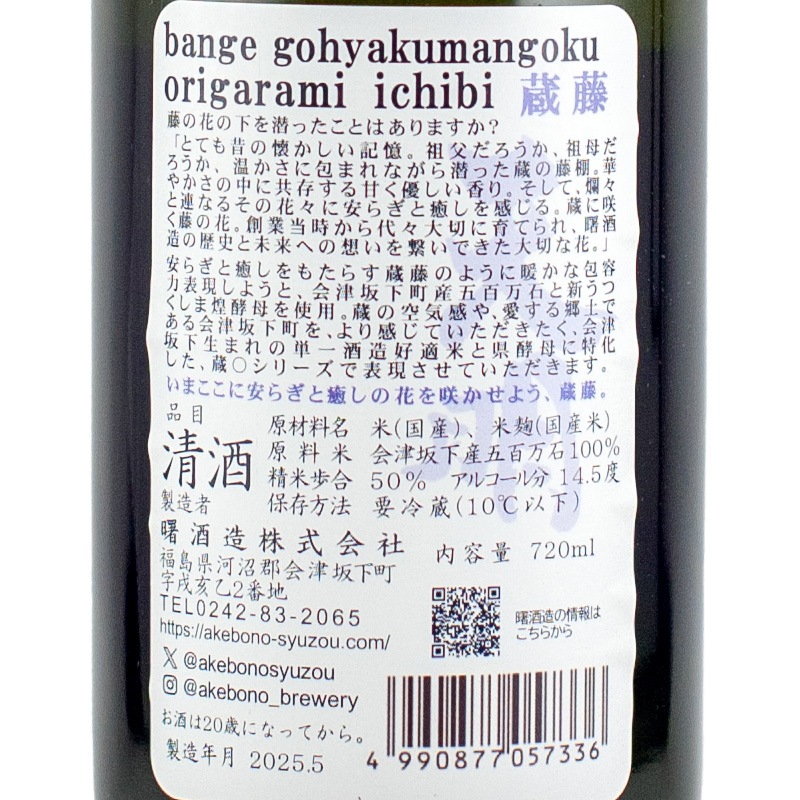 bange gohyakumangoku
origarami ichibi 蔵藤
藤の花の下を潜ったことはありますか?
「とても昔の懐かしい記憶。祖父だろうか、祖母だ
ろうか、温かさに包まれながら潜った蔵の藤棚。華
やかさの中に共存する甘く優しい香り。そして、爛々
と連なるその花々に安らぎと癒しを感じる。蔵に咲
く藤の花。創業当時から代々大切に育てられ、曙酒
造の歴史と未来への想いを繋いできた大切な花。」
安らぎと癒しをもたらす蔵藤のように暖かな包容
力表現しようと、会津坂下町産五百万石と新うつ
くしま煌酵母を使用。蔵の空気感や、愛する郷土で
ある会津坂下町を、より感じていただきたく、会津
坂下生まれの単一酒造好適米と県酵母に特化
した、蔵〇シリーズで表現させていただきます。
いまここに安らぎと癒しの花を咲かせよう、蔵藤。
品目
清酒
原材料名 米(国産)、米麹(国産米)
原料米 会津坂下産五百万石100%
精米歩合 50% アルコール分 14.5度
保存方法 要冷蔵(10℃以下)
製造者
曙酒造株式会社
福島県河沼郡会津坂下町
字戌亥乙2番地
TEL0242-83-2065
https://akebono-syuzou.com/
内容量 720ml
曙酒造の情報は
こちらから
X @akebonosyuzou
@akebono_brewery
お酒は20歳になってから。
製造年月 2025.5
4 990877 057336